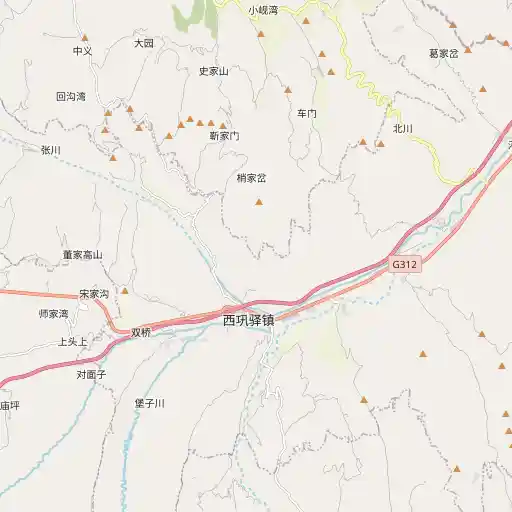 小岘湾
大园
中义
葛家岔
史家山
回沟湾
车门
北川
靳家门
张川
梢家岔
董家高山
G312
宋家沟
师家湾
西巩驿镇
双桥
上头上
对面子
庙坪
堡子川